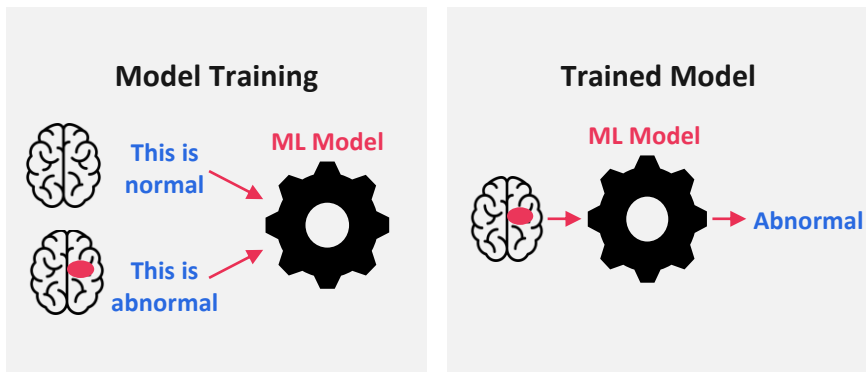 Model Training
ML Model
This is
normal
This is
abnormal
Trained Model
ML Model
Abnormal